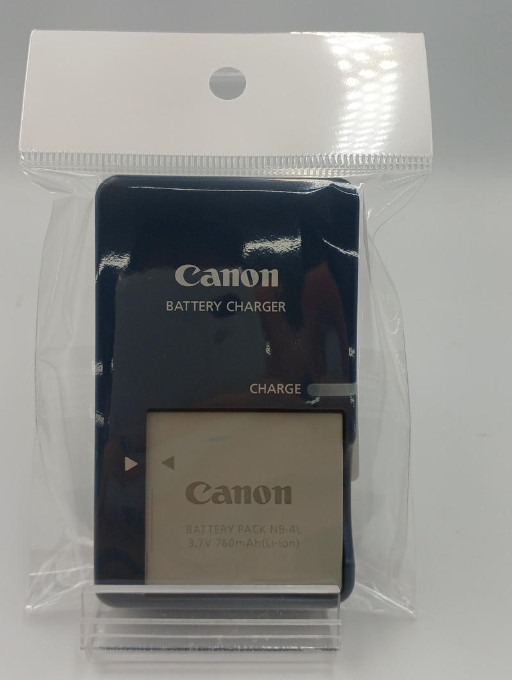 Canon
BATTERY CHARGER
CHARGE
Canon
BATTERY PACK NB-4L
3.7V 760mAh(Li-ion)